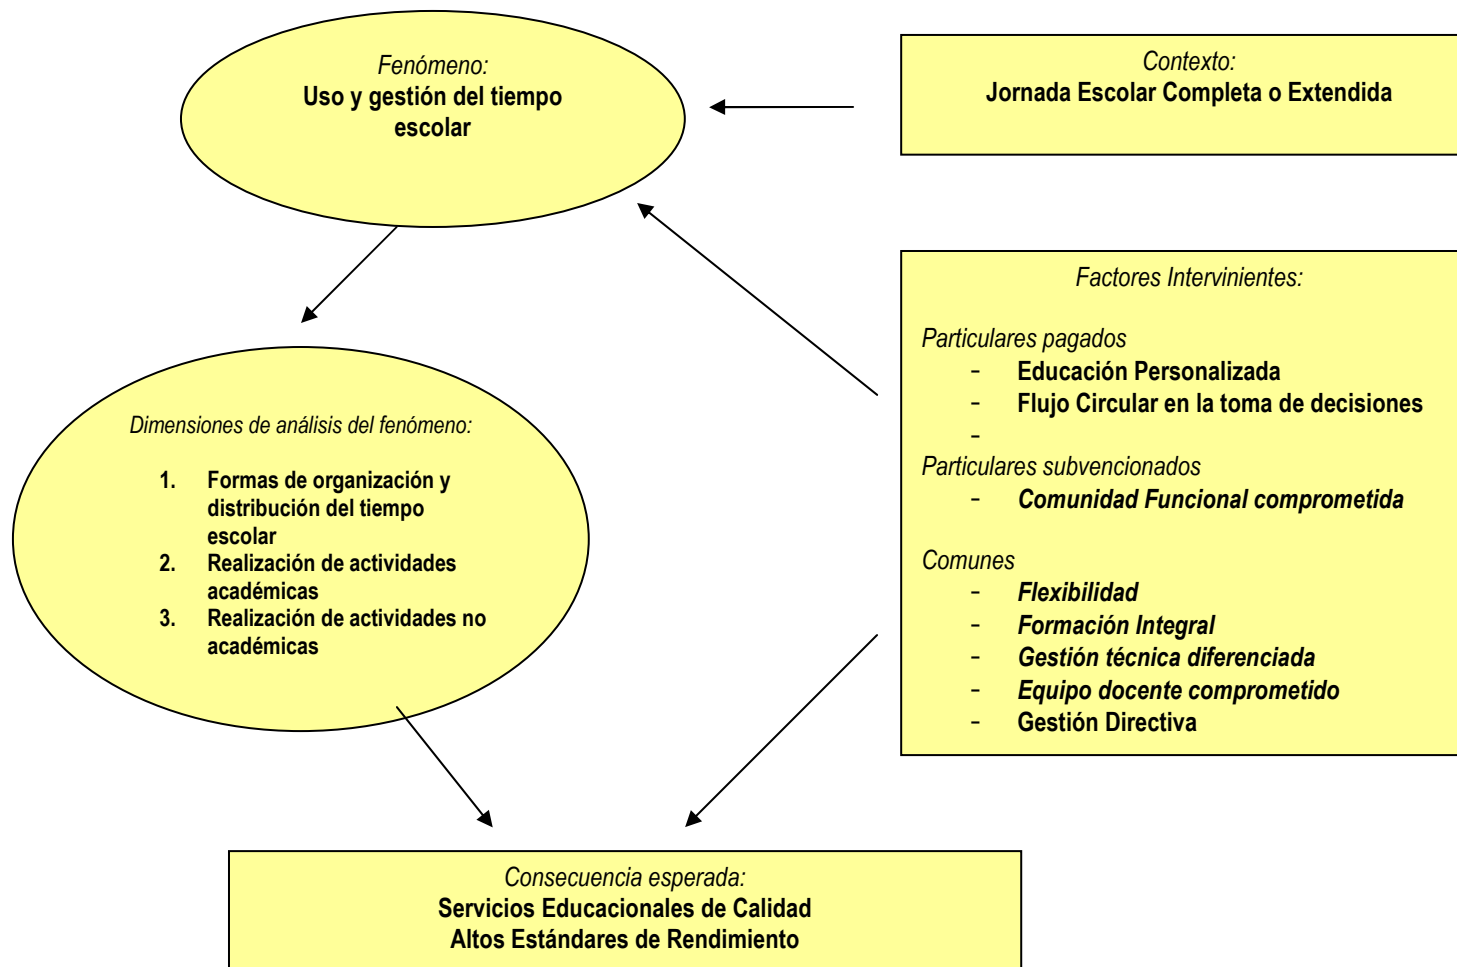 Fenómeno:
Uso y gestión del tiempo
escolar
Contexto:
Jornada Escolar Completa o Extendida
Factores Intervinientes:
Particulares pagados
- Educación Personalizada
- Flujo Circular en la toma de decisiones
-
Particulares subvencionados
- Comunidad Funcional comprometida
Comunes
- Flexibilidad
- Formación Integral
- Gestión técnica diferenciada
- Equipo docente comprometido
- Gestión Directiva
Dimensiones de análisis del fenómeno:
1. Formas de organización y
distribución del tiempo
escolar
2. Realización de actividades
académicas
3. Realización de actividades no
académicas
Consecuencia esperada:
Servicios Educacionales de Calidad
Altos Estándares de Rendimiento